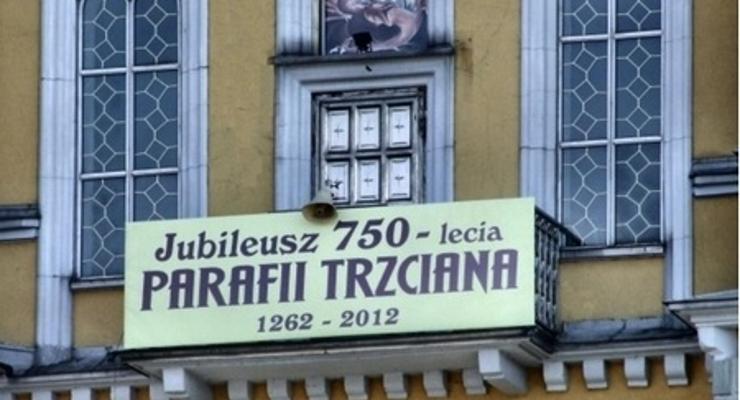 Jubileusz 750 - lecia
PARAFII TRZCIANA
1262 - 2012